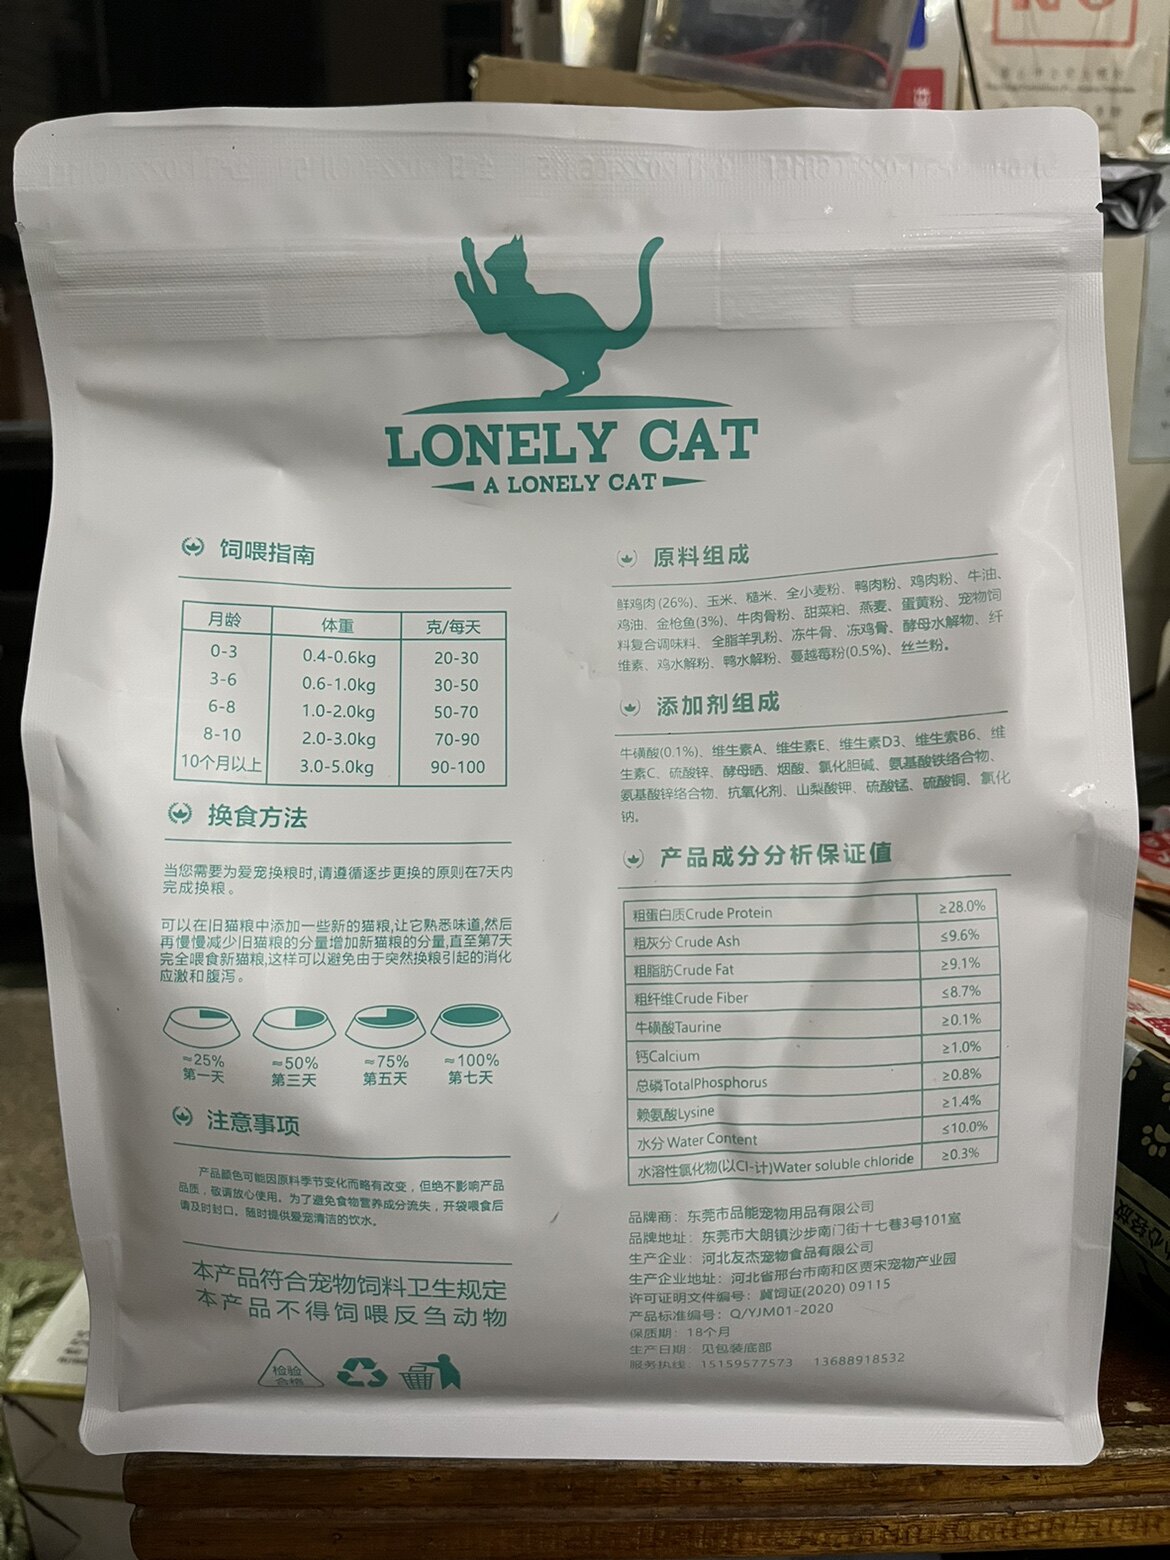 LONELY CAT
A LONELY CAT
饲喂指南
月龄 体重 克/每天
0-3 0.4-0.6kg 20-30
3-6 0.6-1.0kg 30-50
6-8 1.0-2.0kg 50-70
8-10 2.0-3.0kg 70-90
10个月以上 3.0-5.0kg 90-100
换食方法
当您需要为爱宠换粮时,请遵循逐步更换的原则在7天内
完成换粮。
可以在旧猫粮中添加一些新的猫粮,让它熟悉味道,然后
再慢慢减少旧猫粮的分量增加新猫粮的分量,直至第7天
完全喂食新猫粮,这样可以避免由于突然换粮引起的消化
应激和腹泻。
≈25% ≈50% ≈75% ≈100%
第一天 第三天 第五天 第七天
注意事项
产品颜色可能因原料季节变化而略有改变，但绝不影响产品
品质，敬请放心使用。为了避免食物营养成分流失，开袋喂食后
请及时封口。随时提供爱宠清洁的饮水。
本产品符合宠物饲料卫生规定
本产品不得饲喂反刍动物
检验
合格
原料组成
鲜鸡肉(26%)、玉米、糙米、全小麦粉、鸭肉粉、鸡肉粉、牛油、
鸡油、金枪鱼(3%)、牛肉骨粉、甜菜粕、燕麦、蛋黄粉、宠物饲
料复合调味料、全脂羊乳粉、冻牛骨、冻鸡骨、酵母水解物、纤
维素、鸡水解粉、鸭水解粉、蔓越莓粉(0.5%)、丝兰粉。
添加剂组成
牛磺酸(0.1%)、维生素A、维生素E、维生素D3、维生素B6、维
生素C、硫酸锌、酵母硒、烟酸、氯化胆碱、氨基酸铁络合物、
氨基酸锌络合物、抗氧化剂、山梨酸钾、硫酸锰、硫酸铜、氯化
钠。
产品成分分析保证值
粗蛋白质Crude Protein ≥28.0%
粗灰分 Crude Ash ≤9.6%
粗脂肪Crude Fat ≥9.1%
粗纤维Crude Fiber ≤8.7%
牛磺酸Taurine ≥0.1%
钙Calcium ≥1.0%
总磷TotalPhosphorus ≥0.8%
赖氨酸Lysine ≥1.4%
水分 Water Content ≤10.0%
水溶性氯化物(以Cl-计)Water soluble chloride ≥0.3%
品牌商：东莞市品能宠物用品有限公司
品牌地址：东莞市大朗镇沙步南门街十七巷3号101室
生产企业：河北友杰宠物食品有限公司
生产企业地址：河北省邢台市南和区贾宋宠物产业园
许可证明文件编号：冀饲证(2020) 09115
产品标准编号：Q/YJM01-2020
保质期：18个月
生产日期：见包装底部
服务热线：15159577573 13688918532